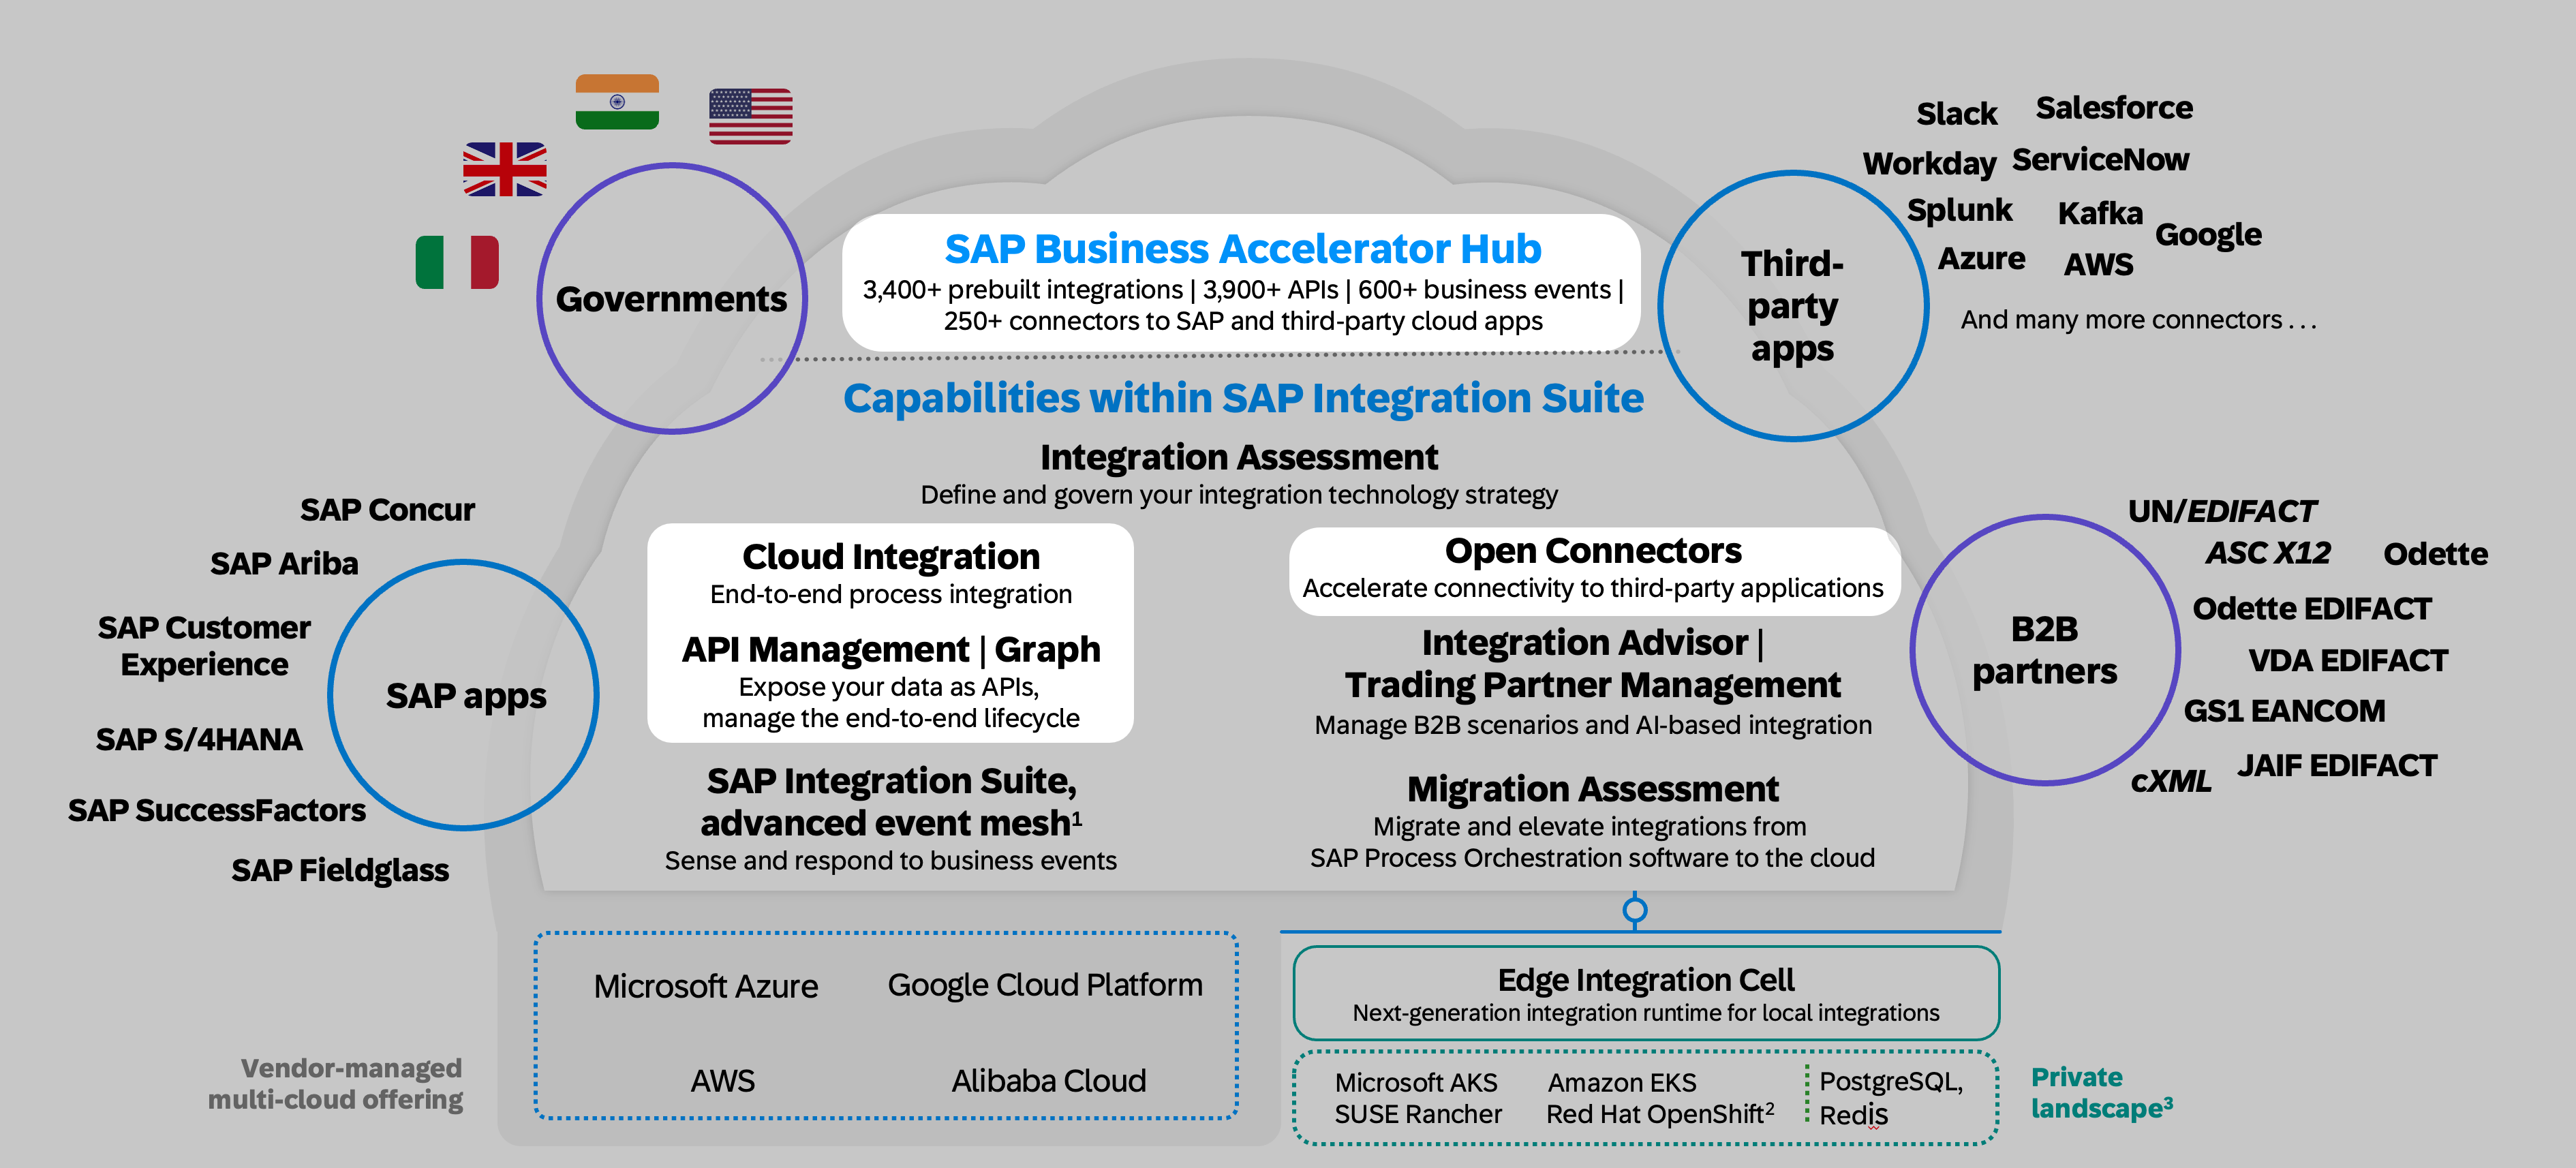 Governments
SAP Business Accelerator Hub
3,400+ prebuilt integrations | 3,900+ APIs | 600+ business events |
250+ connectors to SAP and third-party cloud apps
Third-
party
apps
Slack
Salesforce
Workday
ServiceNow
Splunk
Kafka
Google
Azure
AWS
And many more connectors . . .
Capabilities within SAP Integration Suite
Integration Assessment
Define and govern your integration technology strategy
SAP Concur
SAP Ariba
SAP Customer
Experience
SAP S/4HANA
SAP SuccessFactors
SAP Fieldglass
SAP apps
Cloud Integration
End-to-end process integration
API Management | Graph
Expose your data as APIs,
manage the end-to-end lifecycle
SAP Integration Suite,
advanced event mesh¹
Sense and respond to business events
Open Connectors
Accelerate connectivity to third-party applications
Integration Advisor |
Trading Partner Management
Manage B2B scenarios and AI-based integration
Migration Assessment
Migrate and elevate integrations from
SAP Process Orchestration software to the cloud
B2B
partners
UN/EDIFACT
ASC X12
Odette
Odette EDIFACT
VDA EDIFACT
GS1 EANCOM
JAIF EDIFACT
cXML
Vendor-managed
multi-cloud offering
Microsoft Azure
Google Cloud Platform
AWS
Alibaba Cloud
Edge Integration Cell
Next-generation integration runtime for local integrations
Microsoft AKS
SUSE Rancher
Amazon EKS
Red Hat OpenShift²
PostgreSQL,
Redis
Private
landscape³